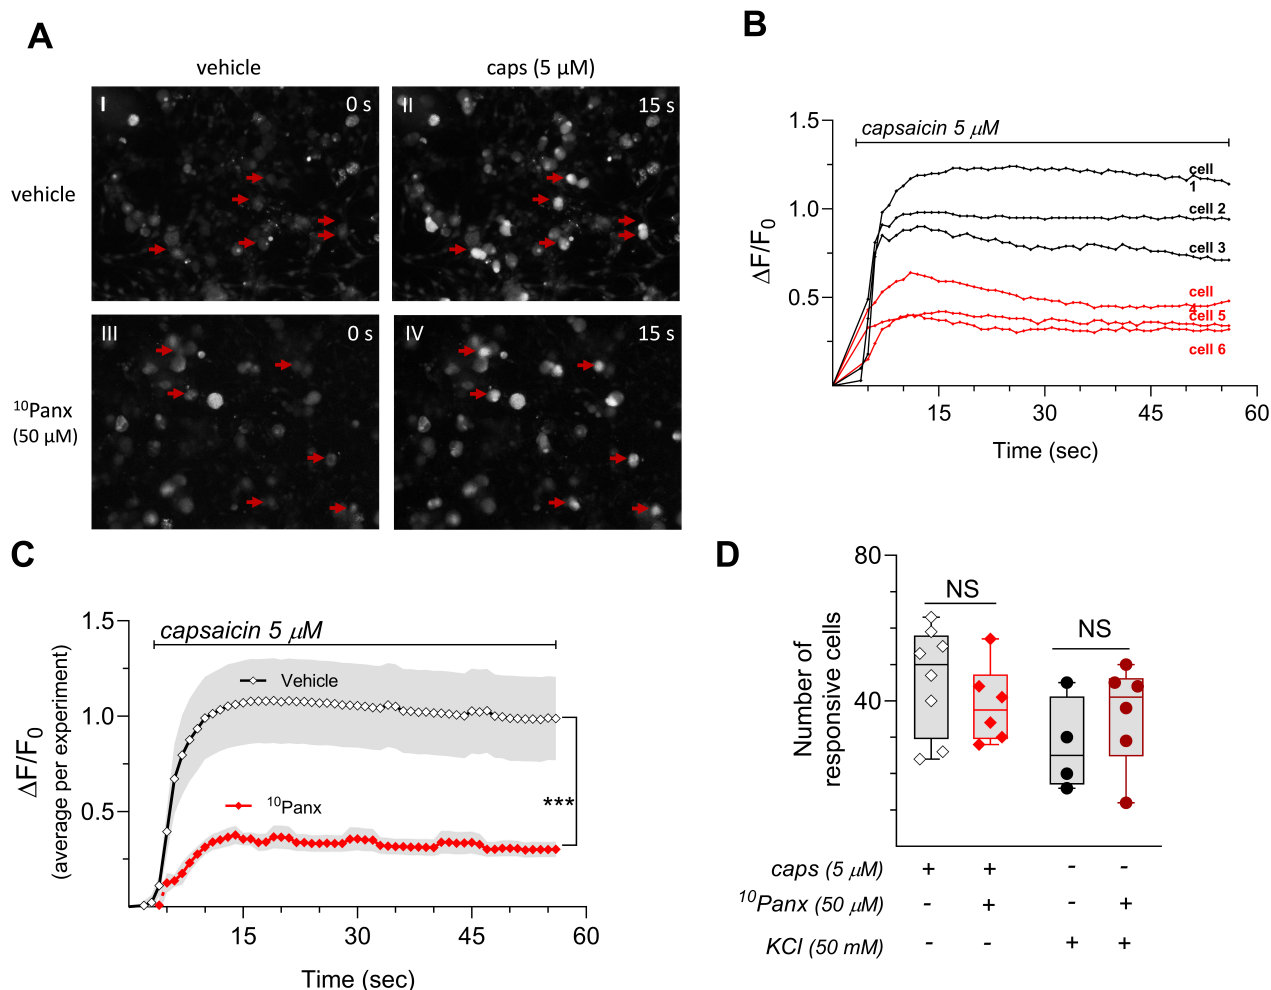 A
vehicle
caps (5 µM)
vehicle
I
0 s
II
15 s
10Panx
(50 µM)
III
0 s
IV
15 s
B
capsaicin 5 µM
ΔF/F0
1.5
1.0
0.5
cell
1
cell 2
cell 3
cell
4
cell 5
cell 6
15
30
45
60
Time (sec)
C
capsaicin 5 µM
ΔF/F0
(average per experiment)
1.5
1.0
0.5
Vehicle
10Panx
***
15
30
45
60
Time (sec)
D
Number of
responsive cells
80
40
NS
NS
caps (5 µM) + + - -
10Panx (50 µM) - + - +
KCl (50 mM) - - + +